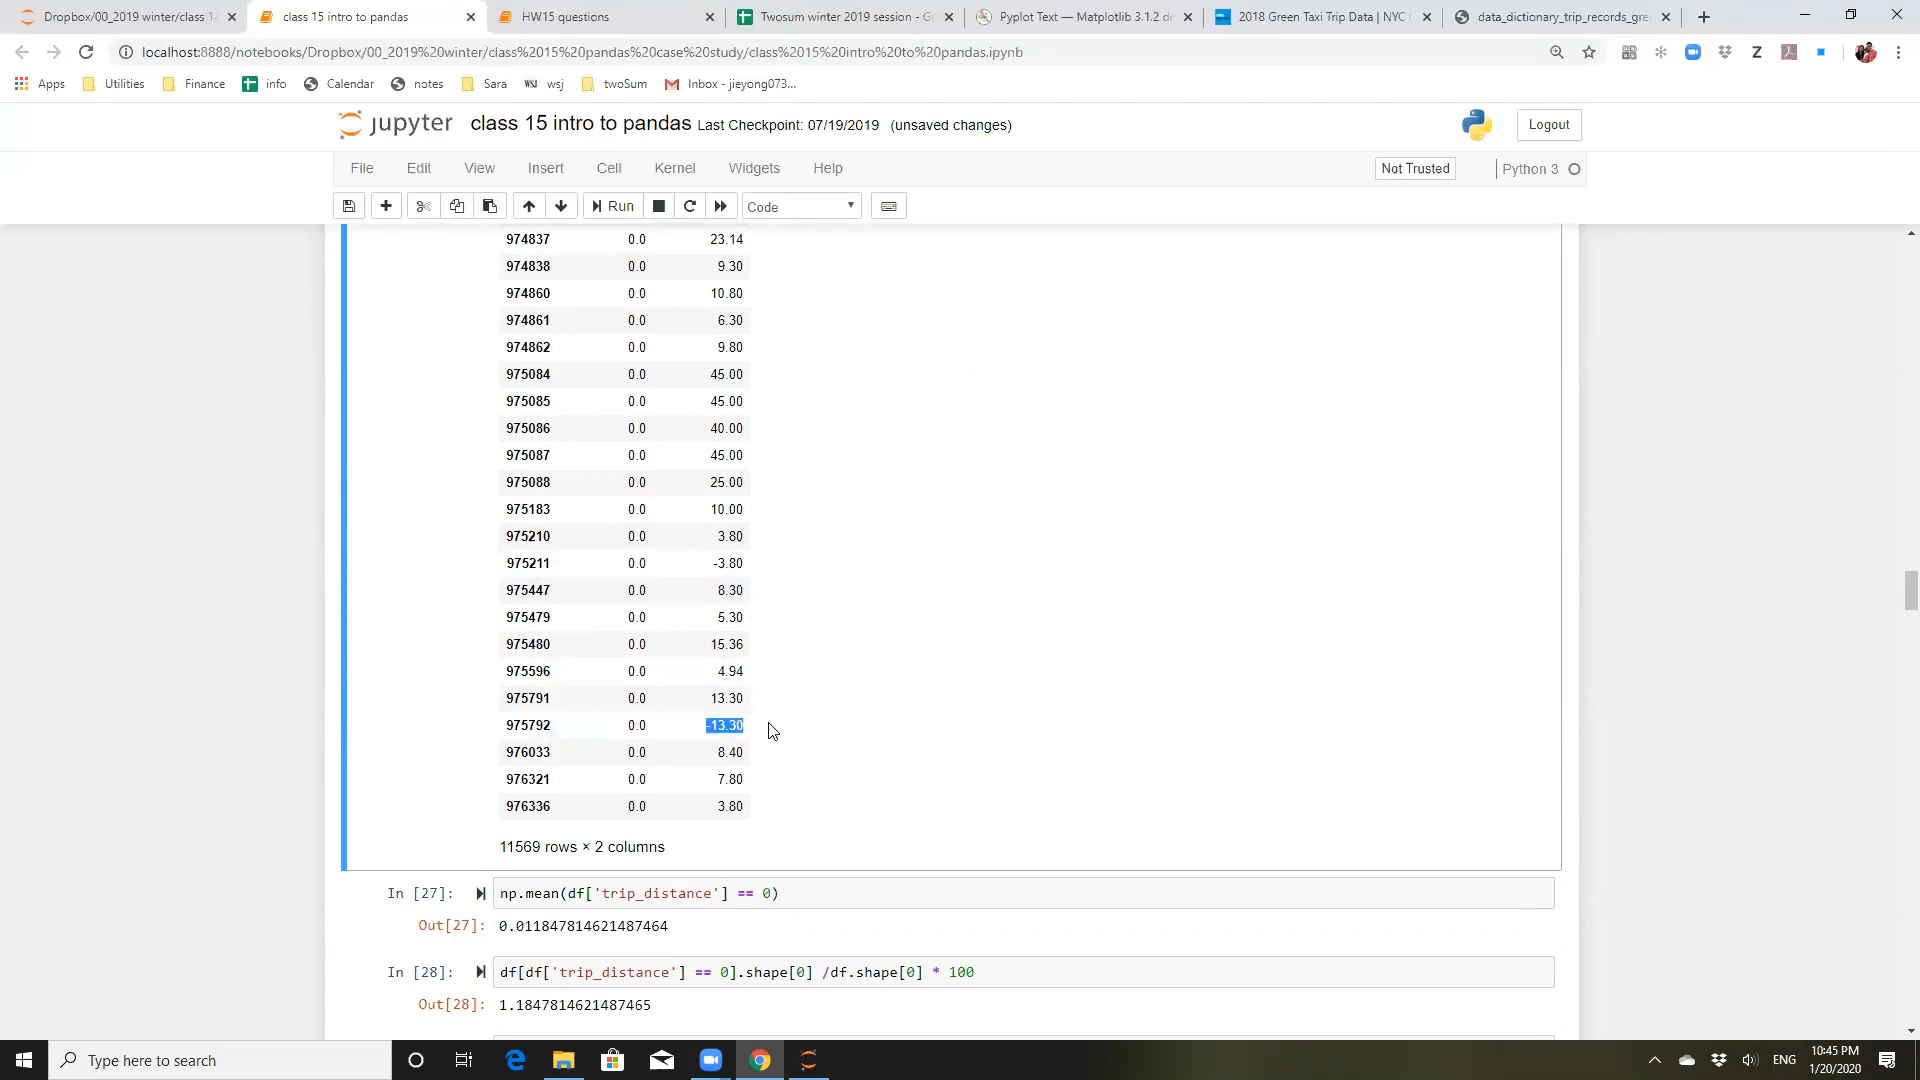 Dropbox/00_2019 winter/class 1-
class 15 intro to pandas
HW15 questions
Twosum winter 2019 session - G
Pyplot Text — Matplotlib 3.1.2 d
2018 Green Taxi Trip Data | NYC
data_dictionary_trip_records_gre
localhost:8888/notebooks/Dropbox/00_2019%20winter/class%2015%20pandas%20case%20study/class%2015%20intro%20to%20pandas.ipynb
Apps Utilities Finance info Calendar notes Sara WSJ wsj twoSum Inbox - jieyong073...
jupyter class 15 intro to pandas Last Checkpoint: 07/19/2019 (unsaved changes) Logout
File Edit View Insert Cell Kernel Widgets Help Not Trusted Python 3
Run Code
974837 0.0 23.14
974838 0.0 9.30
974860 0.0 10.80
974861 0.0 6.30
974862 0.0 9.80
975084 0.0 45.00
975085 0.0 45.00
975086 0.0 40.00
975087 0.0 45.00
975088 0.0 25.00
975183 0.0 10.00
975210 0.0 3.80
975211 0.0 -3.80
975447 0.0 8.30
975479 0.0 5.30
975480 0.0 15.36
975596 0.0 4.94
975791 0.0 13.30
975792 0.0 -13.30
976033 0.0 8.40
976321 0.0 7.80
976336 0.0 3.80
11569 rows × 2 columns
In [27]: np.mean(df['trip_distance'] == 0)
Out[27]: 0.011847814621487464
In [28]: df[df['trip_distance'] == 0].shape[0] /df.shape[0] * 100
Out[28]: 1.1847814621487465
Type here to search
ENG
10:45 PM
1/20/2020